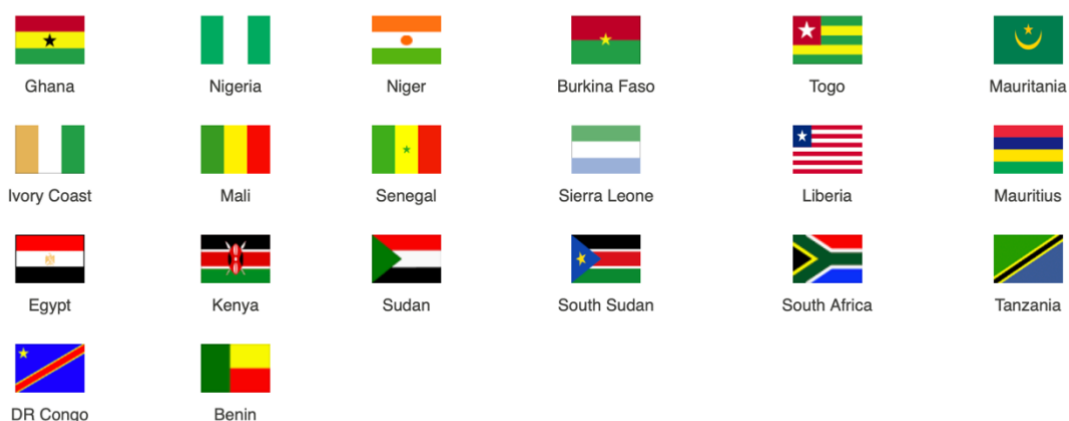 Ghana Nigeria Niger Burkina Faso Togo Mauritania
Ivory Coast Mali Senegal Sierra Leone Liberia Mauritius
Egypt Kenya Sudan South Sudan South Africa Tanzania
DR Congo Benin